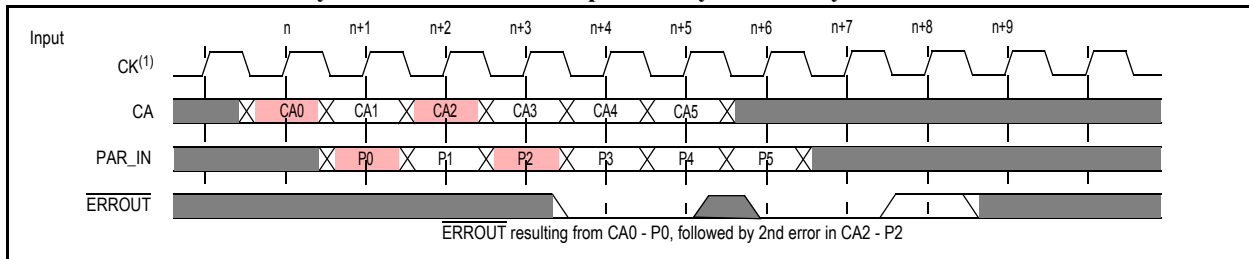 n n+1 n+2 n+3 n+4 n+5 n+6 n+7 n+8 n+9
Input
CK(1)
CA CA0 CA1 CA2 CA3 CA4 CA5
PAR_IN P0 P1 P2 P3 P4 P5
ERROUT
ERROUT resulting from CA0 - P0, followed by 2nd error in CA2 - P2